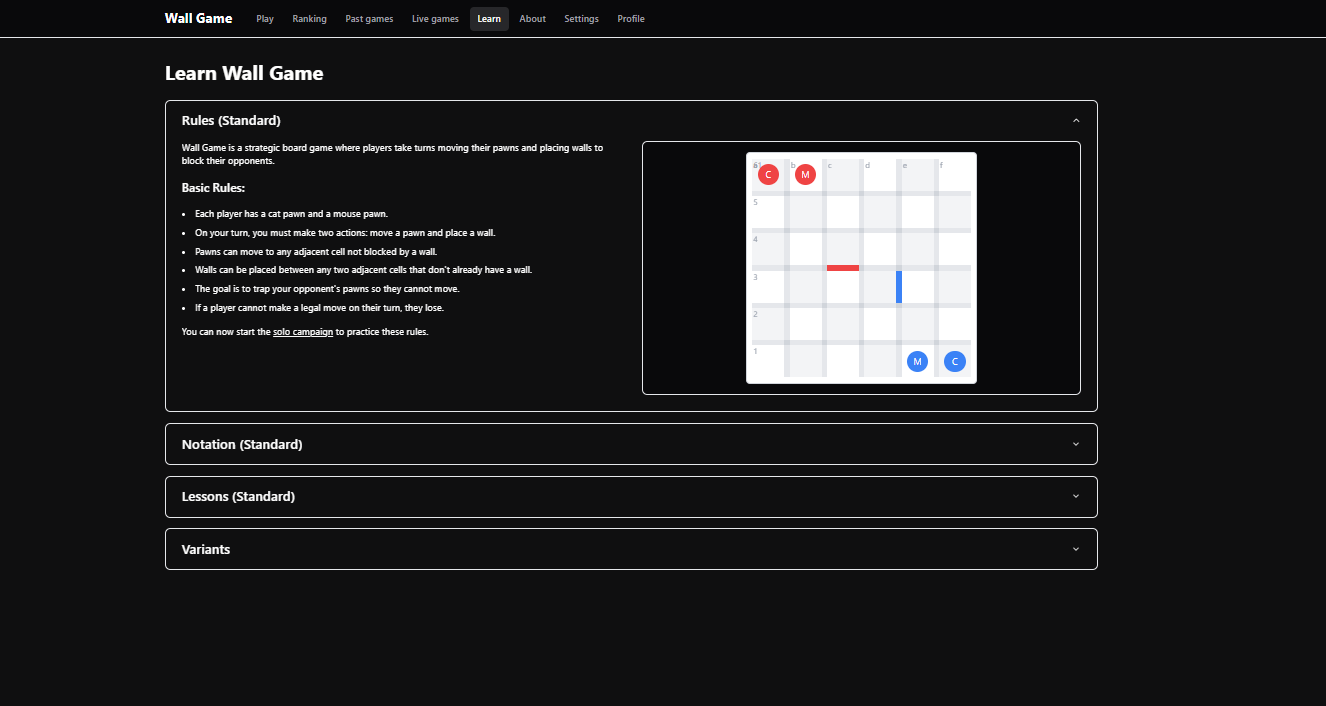 Wall Game Play Ranking Past games Live games Learn About Settings Profile
Learn Wall Game
Rules (Standard)
Wall Game is a strategic board game where players take turns moving their pawns and placing walls to
block their opponents.
Basic Rules:
• Each player has a cat pawn and a mouse pawn.
• On your turn, you must make two actions: move a pawn and place a wall.
• Pawns can move to any adjacent cell not blocked by a wall.
• Walls can be placed between any two adjacent cells that don't already have a wall.
• The goal is to trap your opponent's pawns so they cannot move.
• If a player cannot make a legal move on their turn, they lose.
You can now start the solo campaign to practice these rules.
b c d e f
C M
5
4
3
2
1
M C
Notation (Standard)
Lessons (Standard)
Variants